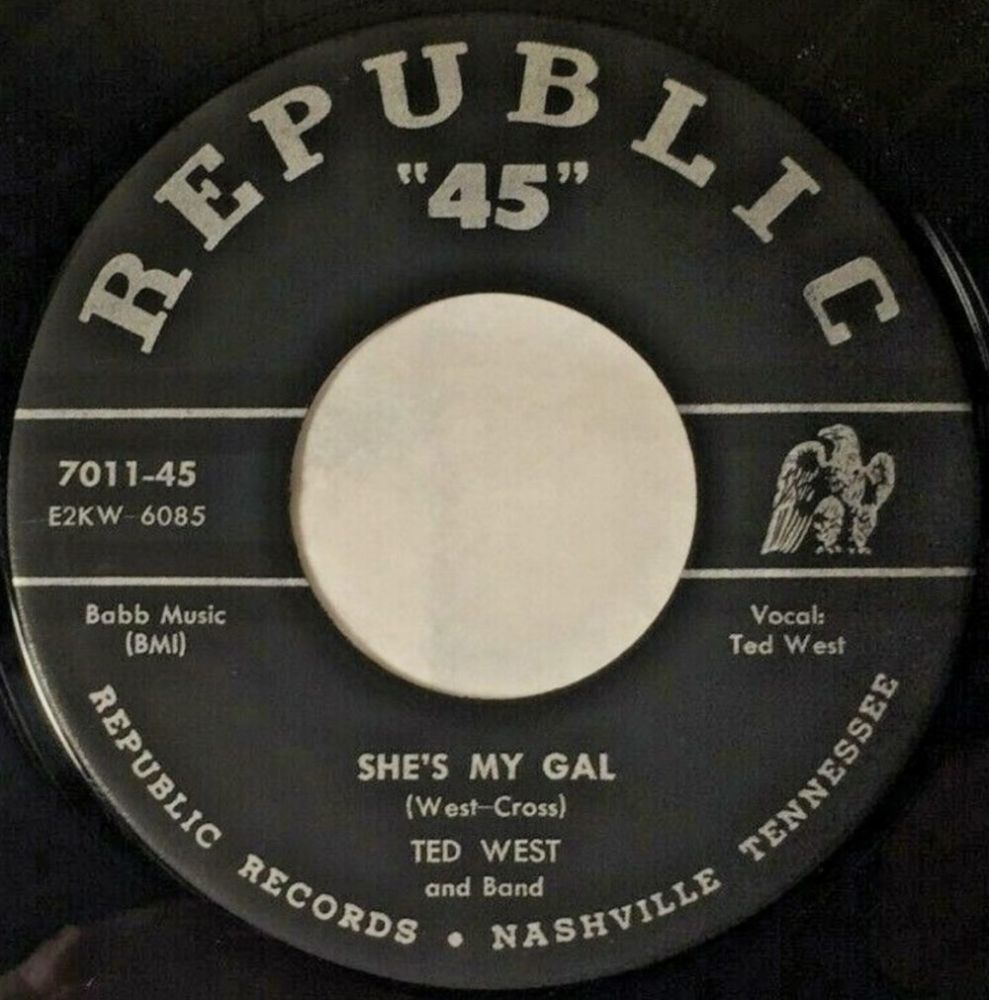 REPUBLIC
"45"
7011-45
E2KW-6085
Babb Music
(BMI)
Vocal:
Ted West
SHE'S MY GAL
(West-Cross)
TED WEST
and Band
REPUBLIC RECORDS • NASHVILLE TENNESSEE